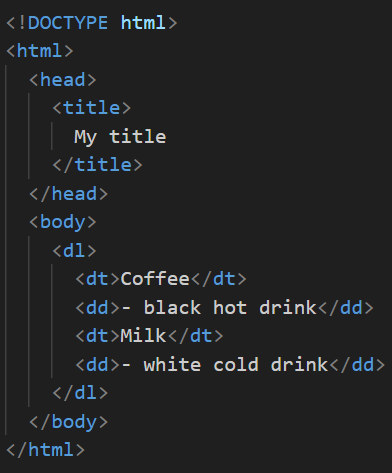 <!DOCTYPE html>
<html>
<head>
<title>
My title
</title>
</head>
<body>
<dl>
<dt>Coffee</dt>
<dd>- black hot drink</dd>
<dt>Milk</dt>
<dd>- white cold drink</dd>
</dl>
</body>
</html>